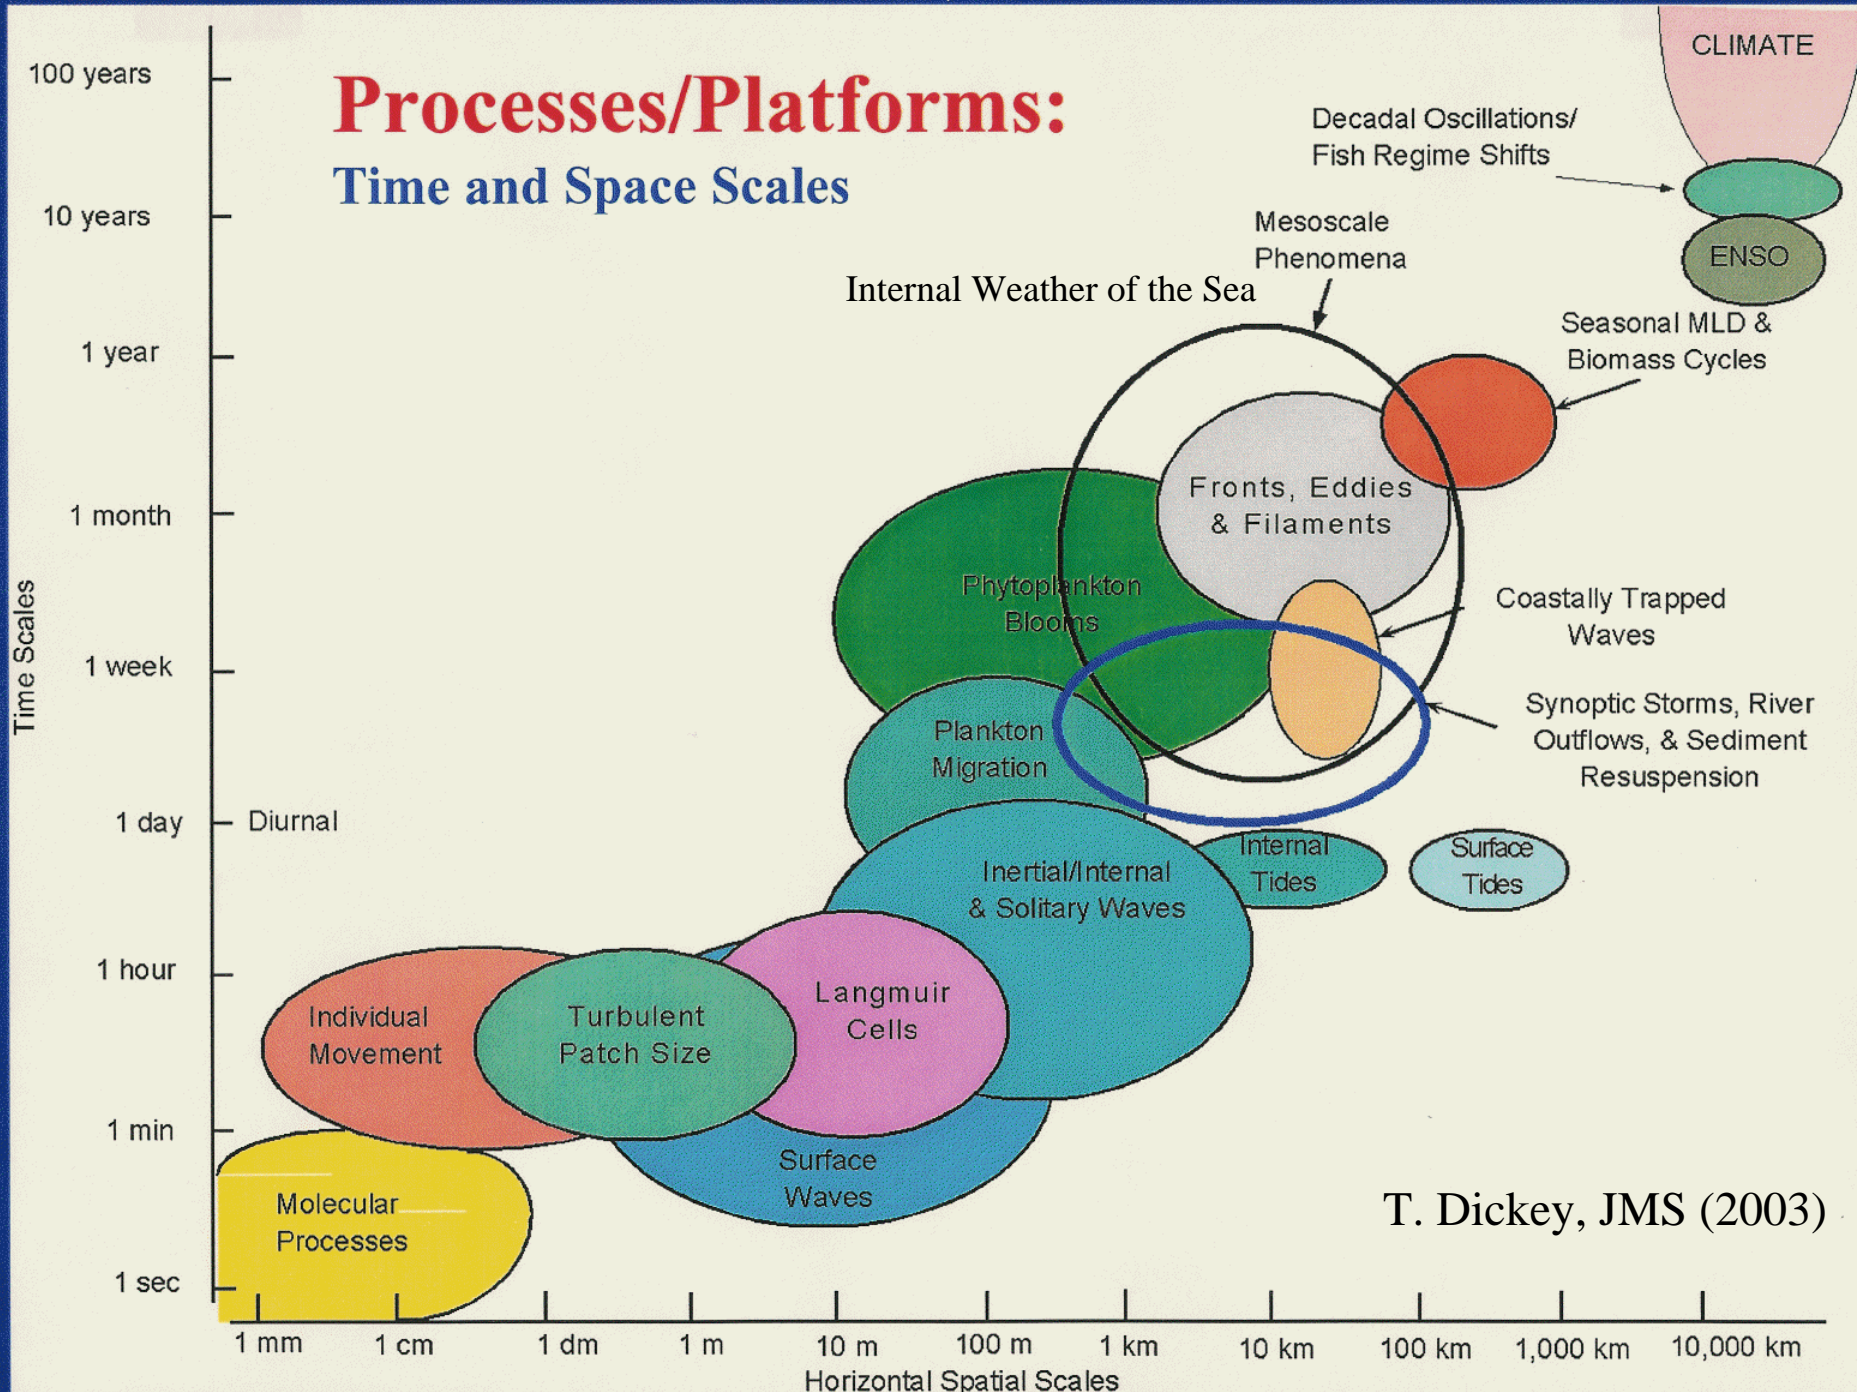 Processes/Platforms:
Time and Space Scales
CLIMATE
Decadal Oscillations/
Fish Regime Shifts
ENSO
Mesoscale
Phenomena
Internal Weather of the Sea
Seasonal MLD &
Biomass Cycles
Fronts, Eddies
& Filaments
Phytoplankton
Blooms
Coastally Trapped
Waves
Synoptic Storms, River
Outflows, & Sediment
Resuspension
Plankton
Migration
Diurnal
Internal
Tides
Surface
Tides
Inertial/Internal
& Solitary Waves
Langmuir
Cells
Individual
Movement
Turbulent
Patch Size
Surface
Waves
Molecular
Processes
T. Dickey, JMS (2003)
Time Scales
100 years
10 years
1 year
1 month
1 week
1 day
1 hour
1 min
1 sec
1 mm
1 cm
1 dm
1 m
10 m
100 m
1 km
10 km
100 km
1,000 km
10,000 km
Horizontal Spatial Scales